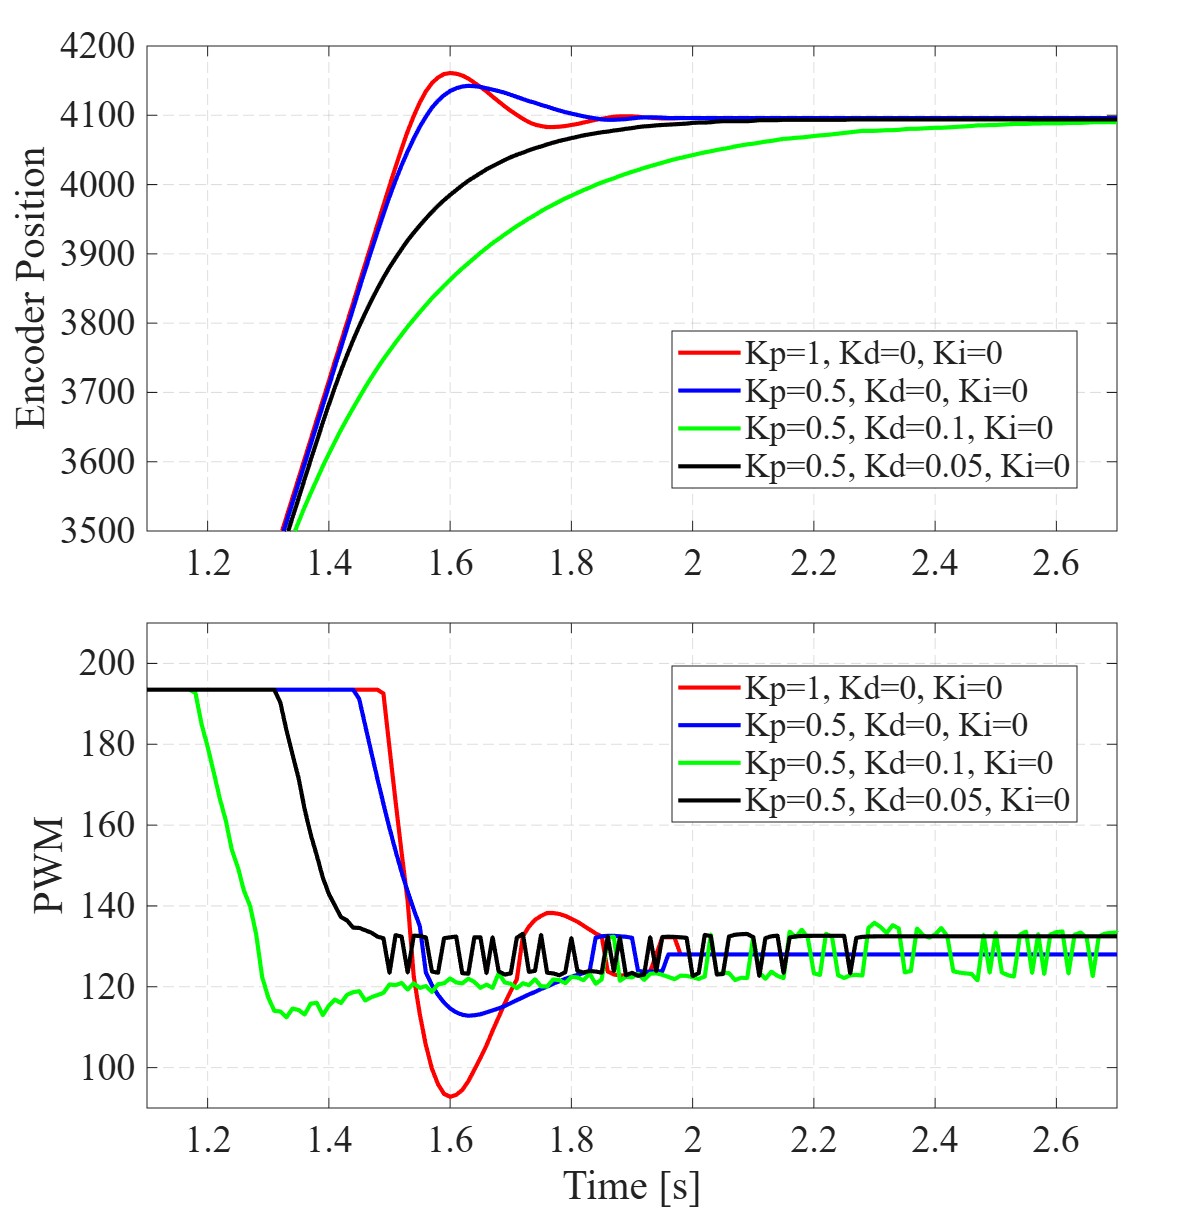 4200
4100
4000
3900
3800
3700
3600
3500
Encoder Position
Kp=1, Kd=0, Ki=0
Kp=0.5, Kd=0, Ki=0
Kp=0.5, Kd=0.1, Ki=0
Kp=0.5, Kd=0.05, Ki=0
1.2 1.4 1.6 1.8 2 2.2 2.4 2.6
200
180
160
140
120
100
PWM
Kp=1, Kd=0, Ki=0
Kp=0.5, Kd=0, Ki=0
Kp=0.5, Kd=0.1, Ki=0
Kp=0.5, Kd=0.05, Ki=0
1.2 1.4 1.6 1.8 2 2.2 2.4 2.6
Time [s]